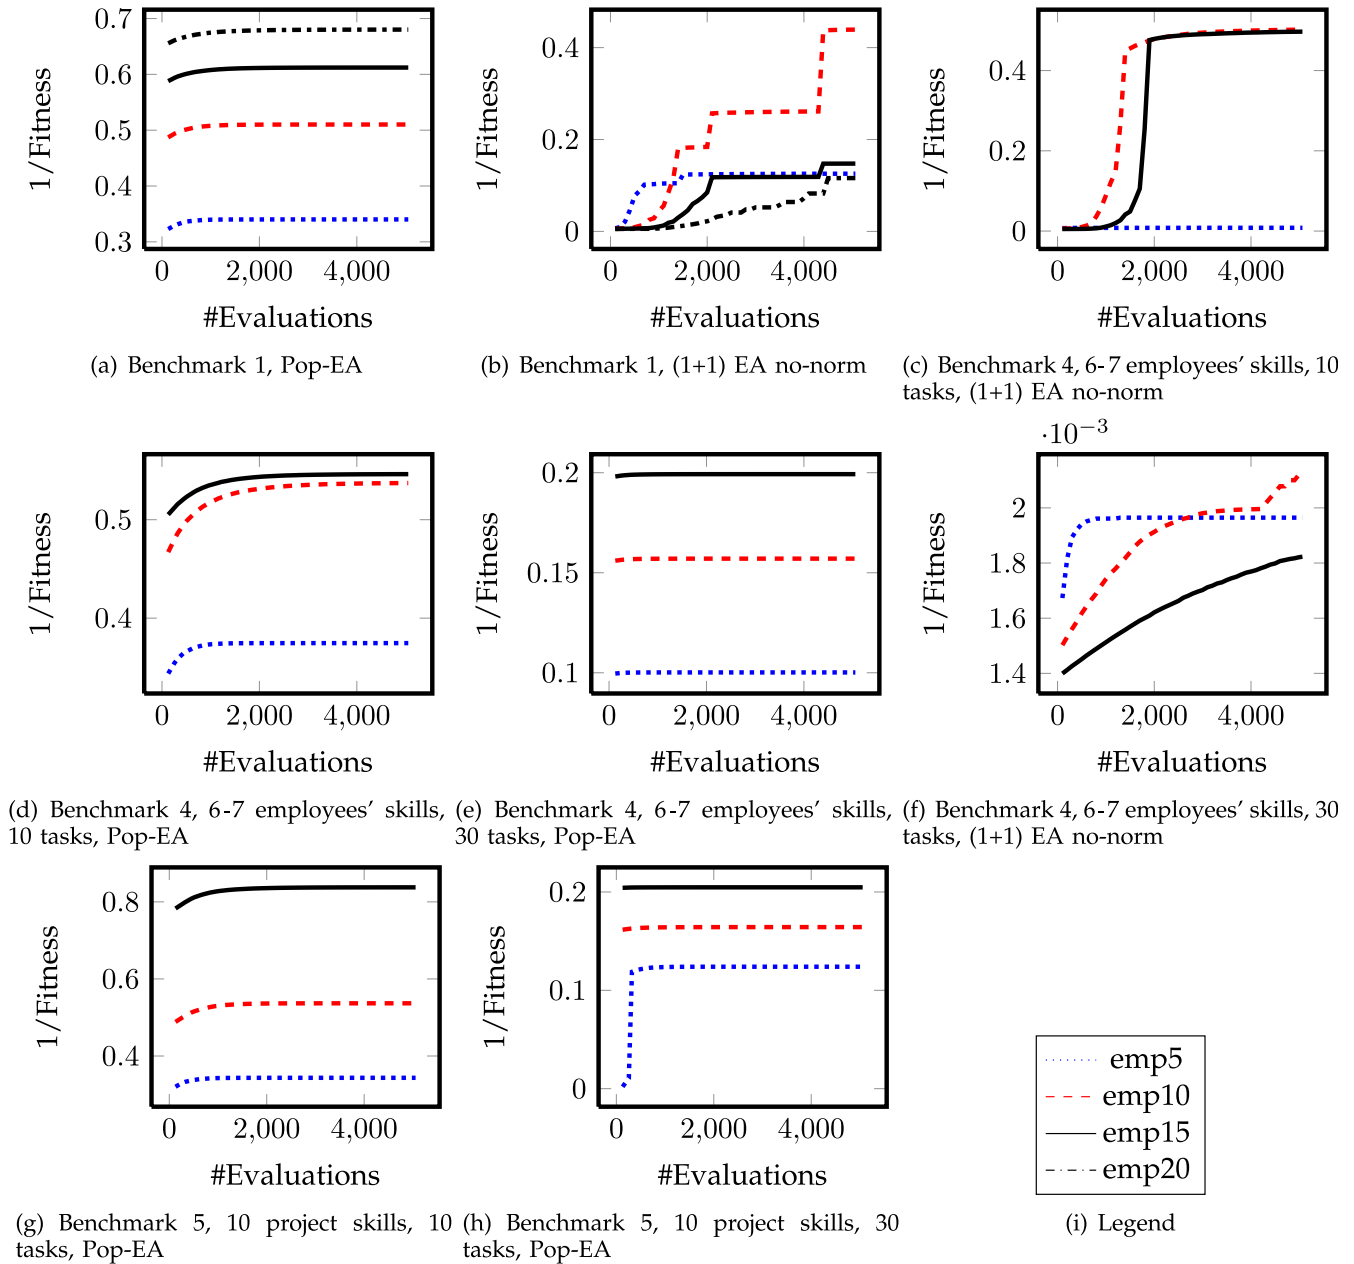 0.7
0.6
0.5
0.4
0.3
1/Fitness
0
2,000
4,000
#Evaluations
(a) Benchmark 1, Pop-EA
0.4
0.2
0
1/Fitness
0
2,000
4,000
#Evaluations
(b) Benchmark 1, (1+1) EA no-norm
0.4
0.2
0
1/Fitness
0
2,000
4,000
#Evaluations
(c) Benchmark 4, 6-7 employees' skills, 10
tasks, (1+1) EA no-norm
0.5
0.4
1/Fitness
0
2,000
4,000
#Evaluations
(d) Benchmark 4, 6-7 employees' skills,
10 tasks, Pop-EA
0.2
0.15
0.1
1/Fitness
0
2,000
4,000
#Evaluations
(e) Benchmark 4, 6-7 employees' skills,
30 tasks, Pop-EA
·10−3
2
1.8
1.6
1.4
1/Fitness
0
2,000
4,000
#Evaluations
(f) Benchmark 4, 6-7 employees' skills, 30
tasks, (1+1) EA no-norm
0.8
0.6
0.4
1/Fitness
0
2,000
4,000
#Evaluations
(g) Benchmark 5, 10 project skills, 10
tasks, Pop-EA
0.2
0.1
0
1/Fitness
0
2,000
4,000
#Evaluations
(h) Benchmark 5, 10 project skills, 30
tasks, Pop-EA
emp5
emp10
emp15
emp20
(i) Legend